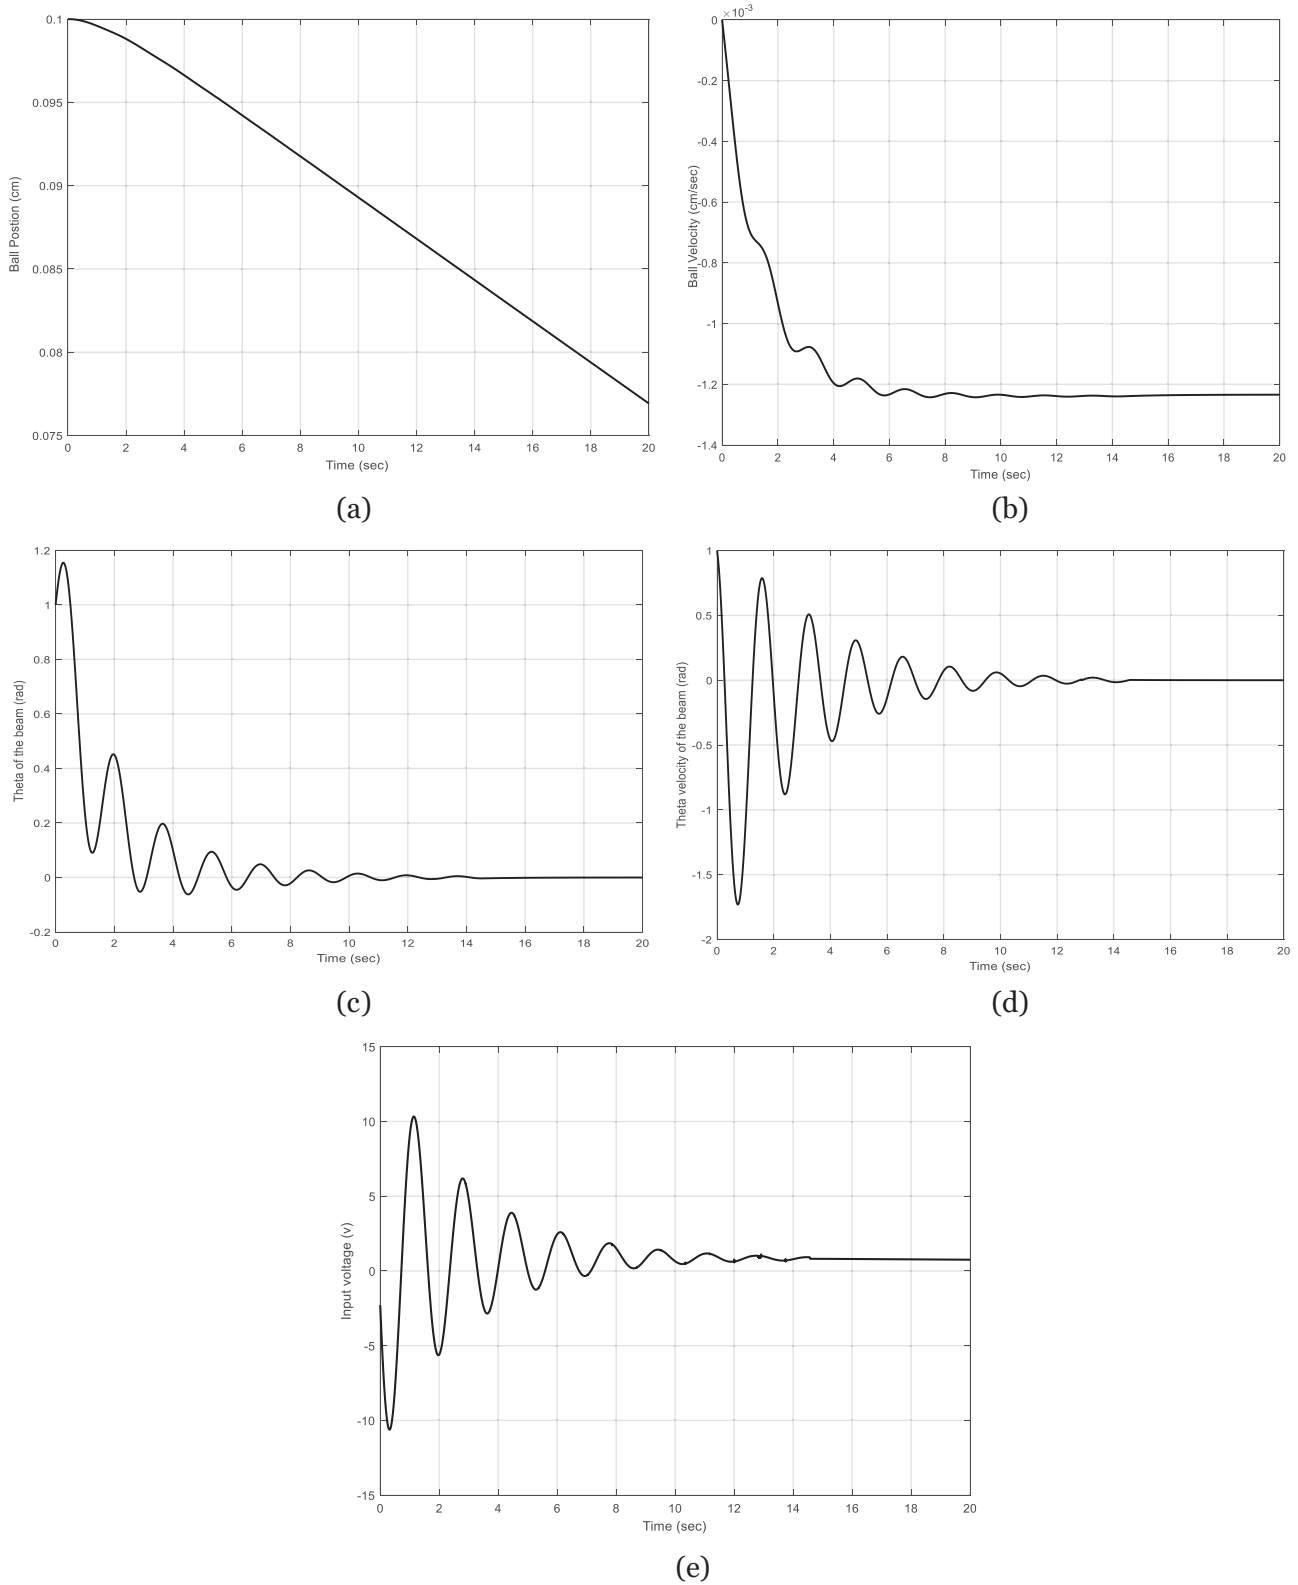 0.1
0.095
0.09
0.085
0.08
0.075
Ball Postion (cm)
0 2 4 6 8 10 12 14 16 18 20
Time (sec)
(a)
×10-3
0
-0.2
-0.4
-0.6
-0.8
-1
-1.2
-1.4
Ball Velocity (cm/sec)
0 2 4 6 8 10 12 14 16 18 20
Time (sec)
(b)
1.2
1
0.8
0.6
0.4
0.2
0
-0.2
Theta of the beam (rad)
0 2 4 6 8 10 12 14 16 18 20
Time (sec)
(c)
1
0.5
0
-0.5
-1
-1.5
-2
Theta velocity of the beam (rad)
0 2 4 6 8 10 12 14 16 18 20
Time (sec)
(d)
15
10
5
0
-5
-10
-15
Input voltage (v)
0 2 4 6 8 10 12 14 16 18 20
Time (sec)
(e)